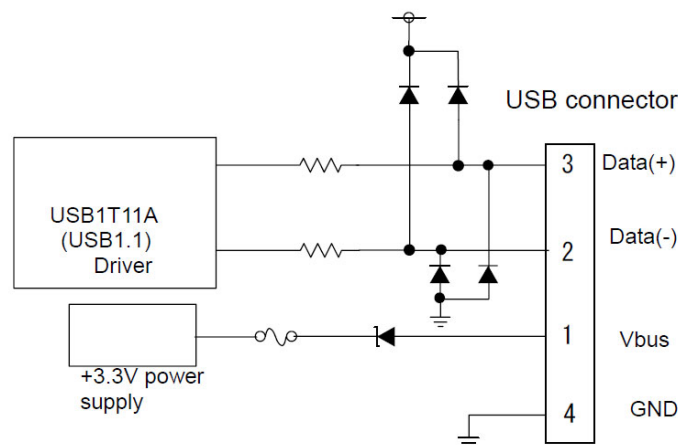 USB connector
3 Data(+)
USB1T11A
(USB1.1)
Driver
2 Data(-)
1 Vbus
+3.3V power
supply
4 GND